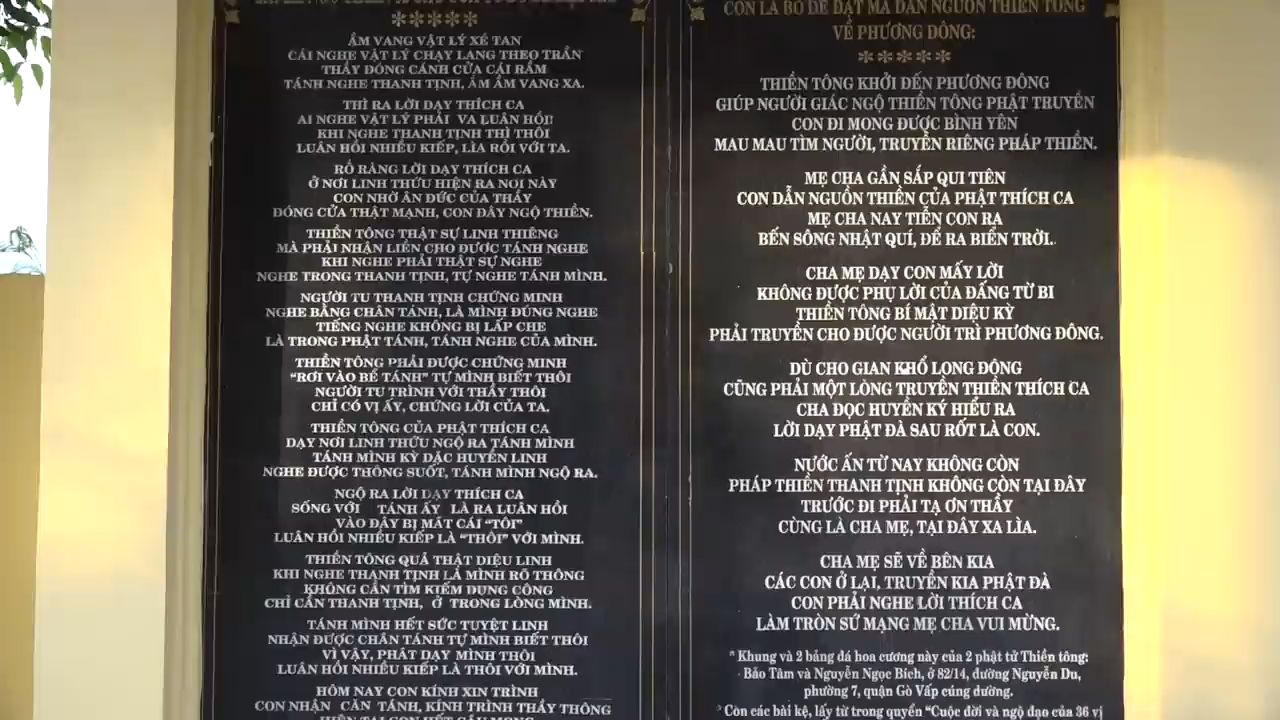 *****
ẦM VANG VẬT LÝ XÉ TAN
CÁI NGHE VẬT LÝ CHẠY LANG THEO TRẦN
THẦY ĐÓNG CÁNH CỬA CÁI RẦM
TÁNH NGHE THANH TỊNH, ẦM ẦM VANG XA.
THÌ RA LỜI DẠY THÍCH CA
AI NGHE VẬT LÝ PHẢI VA LUÂN HỒI!
KHI NGHE THANH TỊNH THÌ THÔI
LUÂN HỒI NHIỀU KIẾP, LÌA RỒI VỚI TA.
RÕ RÀNG LỜI DẠY THÍCH CA
Ở NƠI LINH THỨU HIỆN RA NƠI NÀY
CON NHỜ ÂN ĐỨC CỦA THẦY
ĐÓNG CỬA THẬT MẠNH, CON ĐÂY NGỘ THIỀN.
THIỀN TÔNG THẬT SỰ LINH THIÊNG
MÀ PHẢI NHẬN LIỀN CHO ĐƯỢC TÁNH NGHE
KHI NGHE PHẢI THẬT SỰ NGHE
NGHE TRONG THANH TỊNH, TỰ NGHE TÁNH MÌNH.
NGƯỜI TU THANH TỊNH CHỨNG MINH
NGHE BẰNG CHÂN TÁNH, LÀ MÌNH ĐÚNG NGHE
TIẾNG NGHE KHÔNG BỊ LẤP CHE
LÀ TRONG PHẬT TÁNH, TÁNH NGHE CỦA MÌNH.
THIỀN TÔNG PHẢI ĐƯỢC CHỨNG MINH
“RƠI VÀO BỂ TÁNH” TỰ MÌNH BIẾT THÔI
NGƯỜI TU TRÌNH VỚI THẦY THÔI
CHỈ CÓ VỊ ẤY, CHỨNG LỜI CỦA TA.
THIỀN TÔNG CỦA PHẬT THÍCH CA
DẠY NƠI LINH THỨU NGỘ RA TÁNH MÌNH
TÁNH MÌNH KỲ ĐẶC HUYỀN LINH
NGHE ĐƯỢC THÔNG SUỐT, TÁNH MÌNH NGỘ RA.
NGỘ RA LỜI DẠY THÍCH CA
SỐNG VỚI TÁNH ẤY LÀ RA LUÂN HỒI
VÀO ĐÂY BỊ MẤT CÁI “TÔI”
LUÂN HỒI NHIỀU KIẾP LÀ “THÔI” VỚI MÌNH.
THIỀN TÔNG QUẢ THẬT DIỆU LINH
KHI NGHE THANH TỊNH LÀ MÌNH RÕ THÔNG
KHÔNG CẦN TÌM KIẾM DỤNG CÔNG
CHỈ CẦN THANH TỊNH, Ở TRONG LÒNG MÌNH.
TÁNH MÌNH HẾT SỨC TUYỆT LINH
NHẬN ĐƯỢC CHÂN TÁNH TỰ MÌNH BIẾT THÔI
VÌ VẬY, PHẬT DẠY MÌNH THÔI
LUÂN HỒI NHIỀU KIẾP LÀ THÔI VỚI MÌNH.
HÔM NAY CON KÍNH XIN TRÌNH
CON NHẬN CĂN TÁNH, KÍNH TRÌNH THẦY THÔNG
CON LÀ BỒ ĐỀ ĐẠT MA DẪN NGUỒN THIỀN TÔNG
VỀ PHƯƠNG ĐÔNG:
*****
THIỀN TÔNG KHỞI ĐẾN PHƯƠNG ĐÔNG
GIÚP NGƯỜI GIÁC NGỘ THIỀN TÔNG PHẬT TRUYỀN
CON ĐI MONG ĐƯỢC BÌNH YÊN
MAU MAU TÌM NGƯỜI, TRUYỀN RIÊNG PHÁP THIỀN.
MẸ CHA GẦN SẮP QUI TIÊN
CON DẪN NGUỒN THIỀN CỦA PHẬT THÍCH CA
MẸ CHA NAY TIỄN CON RA
BẾN SÔNG NHẬT QUÍ, ĐỂ RA BIỂN TRỜI.
CHA MẸ DẠY CON MẤY LỜI
KHÔNG ĐƯỢC PHỤ LỜI CỦA ĐẤNG TỪ BI
THIỀN TÔNG BÍ MẬT DIỆU KỲ
PHẢI TRUYỀN CHO ĐƯỢC NGƯỜI TRÌ PHƯƠNG ĐÔNG.
DÙ CHO GIAN KHỔ LONG ĐONG
CŨNG PHẢI MỘT LÒNG TRUYỀN THIỀN THÍCH CA
CHA ĐỌC HUYỀN KÝ HIỂU RA
LỜI DẠY PHẬT ĐÀ SAU RỐT LÀ CON.
NƯỚC ẤN TỪ NAY KHÔNG CÒN
PHÁP THIỀN THANH TỊNH KHÔNG CÒN TẠI ĐÂY
TRƯỚC ĐI PHẢI TẠ ƠN THẦY
CÙNG LÀ CHA MẸ, TẠI ĐÂY XA LÌA.
CHA MẸ SẼ VỀ BÊN KIA
CÁC CON Ở LẠI, TRUYỀN KIA PHẬT ĐÀ
CON PHẢI NGHE LỜI THÍCH CA
LÀM TRÒN SỨ MẠNG MẸ CHA VUI MỪNG.
* Khung và 2 bảng đá hoa cương này của 2 phật tử Thiền tông:
Bảo Tâm và Nguyễn Ngọc Bích, ở 82/14, đường Nguyễn Du,
phường 7, quận Gò Vấp cúng dường.
* Còn các bài kệ, lấy từ trong quyển “Cuộc đời và ngộ đạo của 36 vị